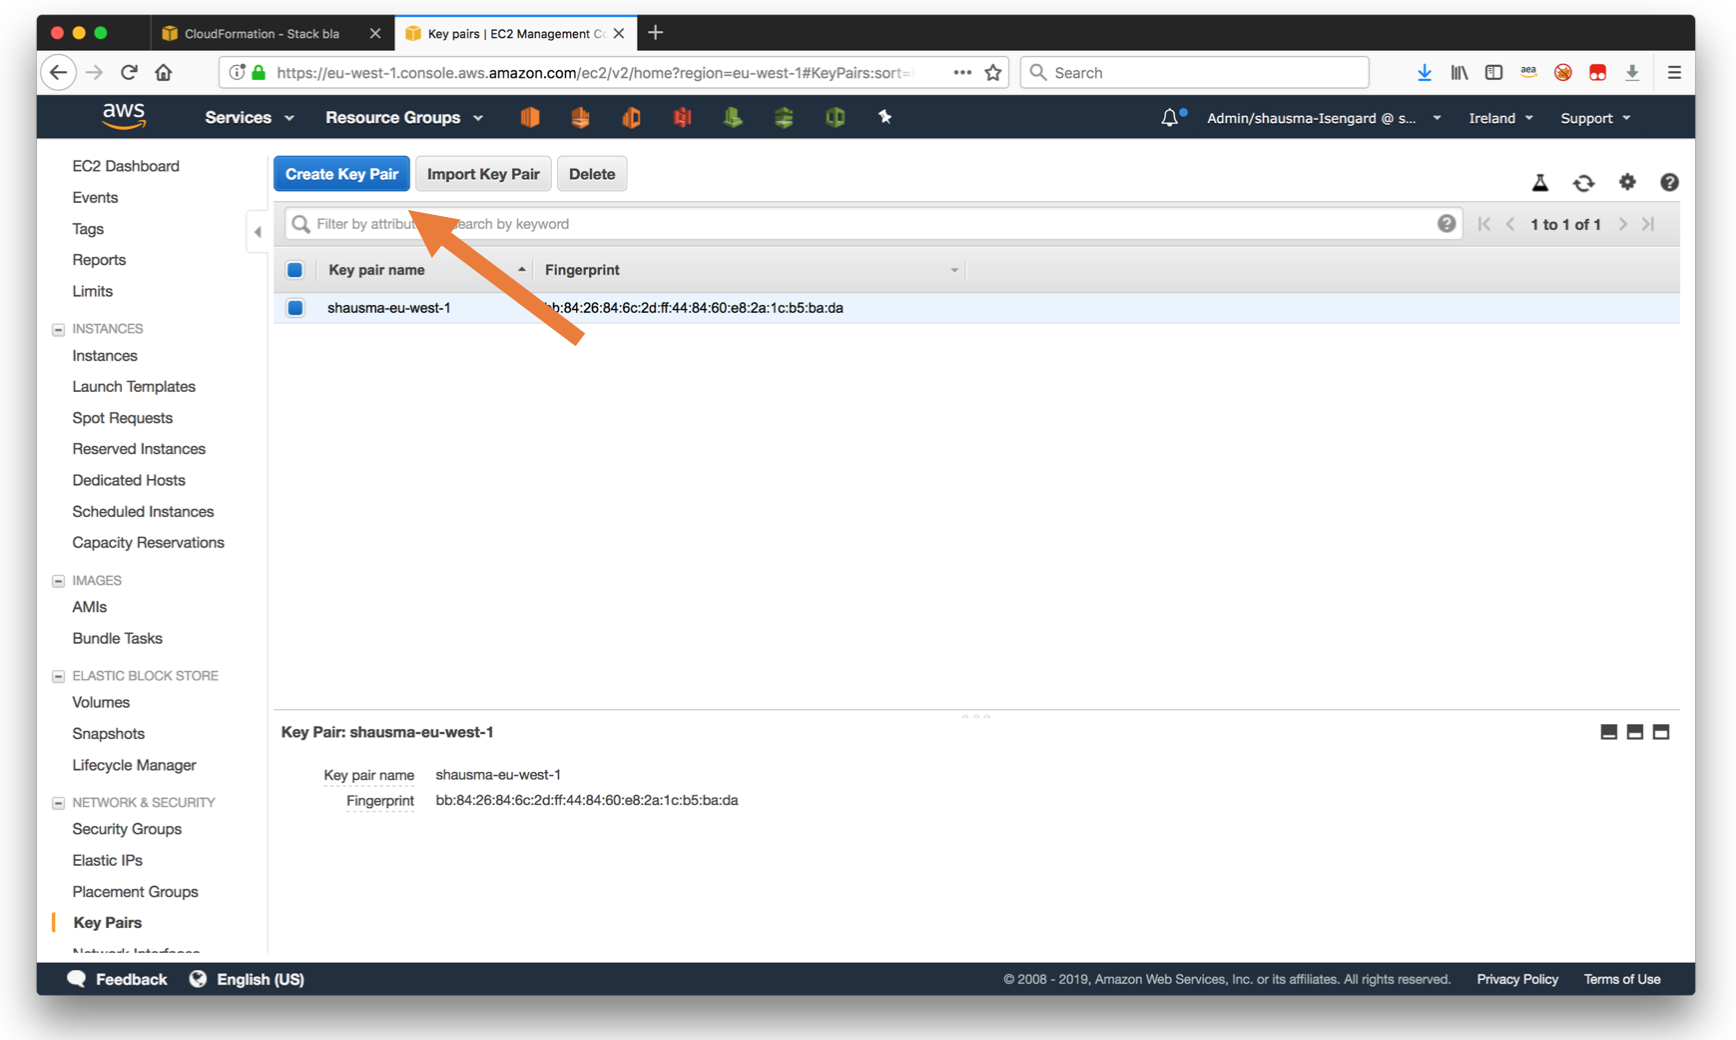 CloudFormation - Stack bla
Key pairs | EC2 Management Co
https://eu-west-1.console.aws.amazon.com/ec2/v2/home?region=eu-west-1#KeyPairs:sort=
Search
aea
aws
Services
Resource Groups
Admin/shausma-Isengard @ s...
Ireland
Support
EC2 Dashboard
Events
Tags
Reports
Limits
INSTANCES
Instances
Launch Templates
Spot Requests
Reserved Instances
Dedicated Hosts
Scheduled Instances
Capacity Reservations
IMAGES
AMIs
Bundle Tasks
ELASTIC BLOCK STORE
Volumes
Snapshots
Lifecycle Manager
NETWORK & SECURITY
Security Groups
Elastic IPs
Placement Groups
Key Pairs
Network Interfaces
Create Key Pair
Import Key Pair
Delete
Filter by attribut earch by keyword
1 to 1 of 1
Key pair name
Fingerprint
shausma-eu-west-1
bb:84:26:84:6c:2d:ff:44:84:60:e8:2a:1c:b5:ba:da
Key Pair: shausma-eu-west-1
Key pair name shausma-eu-west-1
Fingerprint bb:84:26:84:6c:2d:ff:44:84:60:e8:2a:1c:b5:ba:da
Feedback
English (US)
© 2008 - 2019, Amazon Web Services, Inc. or its affiliates. All rights reserved.
Privacy Policy
Terms of Use